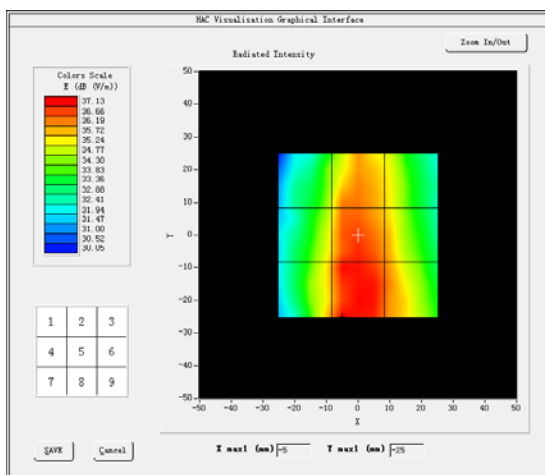 HAC Visualisation Graphical Interface
Zoom In/Out
Radiated Intensity
Colors Scale
E (dB (V/m))
37.13
26.66
26.19
35.72
35.24
34.77
34.30
33.83
33.36
32.88
32.41
31.94
31.47
31.00
30.52
30.05
50
40
30
20
10
0
-10
-20
-30
-40
-50
Y
-50 -40 -30 -20 -10 0 10 20 30 40 50
X
1 2 3
4 5 6
7 8 9
SAVE
Cancel
X max1 (mm) -5
Y max1 (mm) -25